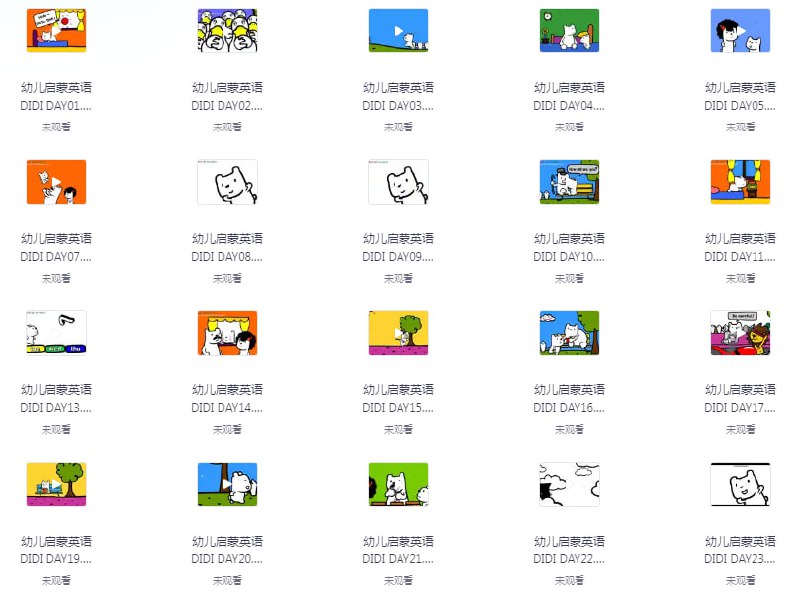 幼儿启蒙英语 幼儿启蒙英语 幼儿启蒙英语 幼儿启蒙英语 幼儿启蒙英语
DIDI DAY01.... DIDI DAY02.... DIDI DAY03.... DIDI DAY04.... DIDI DAY05....
未观看 未观看 未观看 未观看 未观看
How old are you?
幼儿启蒙英语 幼儿启蒙英语 幼儿启蒙英语 幼儿启蒙英语 幼儿启蒙英语
DIDI DAY07.... DIDI DAY08.... DIDI DAY09.... DIDI DAY10.... DIDI DAY11....
未观看 未观看 未观看 未观看 未观看
Be careful!
幼儿启蒙英语 幼儿启蒙英语 幼儿启蒙英语 幼儿启蒙英语 幼儿启蒙英语
DIDI DAY13.... DIDI DAY14.... DIDI DAY15.... DIDI DAY16.... DIDI DAY17....
未观看 未观看 未观看 未观看 未观看
幼儿启蒙英语 幼儿启蒙英语 幼儿启蒙英语 幼儿启蒙英语 幼儿启蒙英语
DIDI DAY19.... DIDI DAY20.... DIDI DAY21.... DIDI DAY22.... DIDI DAY23....
未观看 未观看 未观看 未观看 未观看